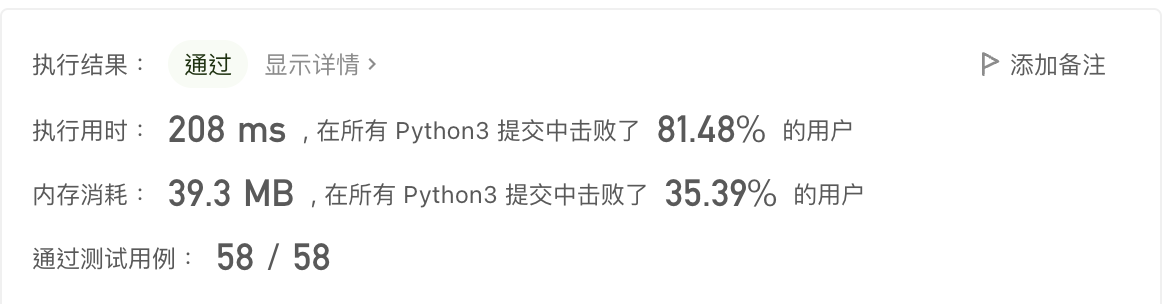 执行结果： 通过 显示详情 › 添加备注
执行用时： 208 ms , 在所有 Python3 提交中击败了 81.48% 的用户
内存消耗： 39.3 MB , 在所有 Python3 提交中击败了 35.39% 的用户
通过测试用例： 58 / 58